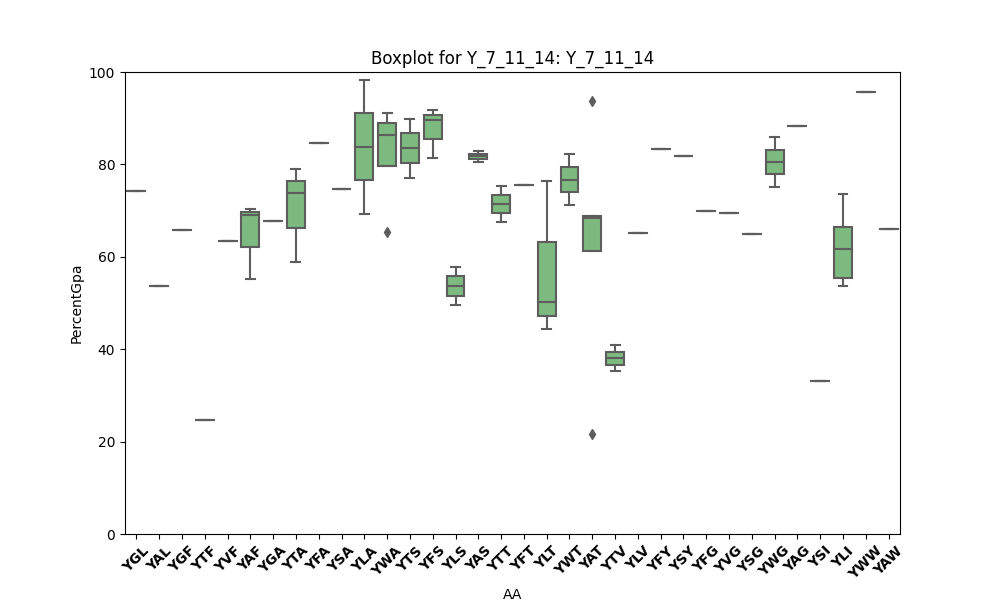 Boxplot for Y_7_11_14: Y_7_11_14
100
80
60
40
20
0
PercentGpa
YGL YAL YGF YTF YVF YAF YGA YTA YFA YSA YLA YWA YTS YFS YLS YAS YTT YFT YLT YWT YAT YTV YLV YFY YSY YFG YVG YSG YWG YAG YSI YLI YWW YAW
AA